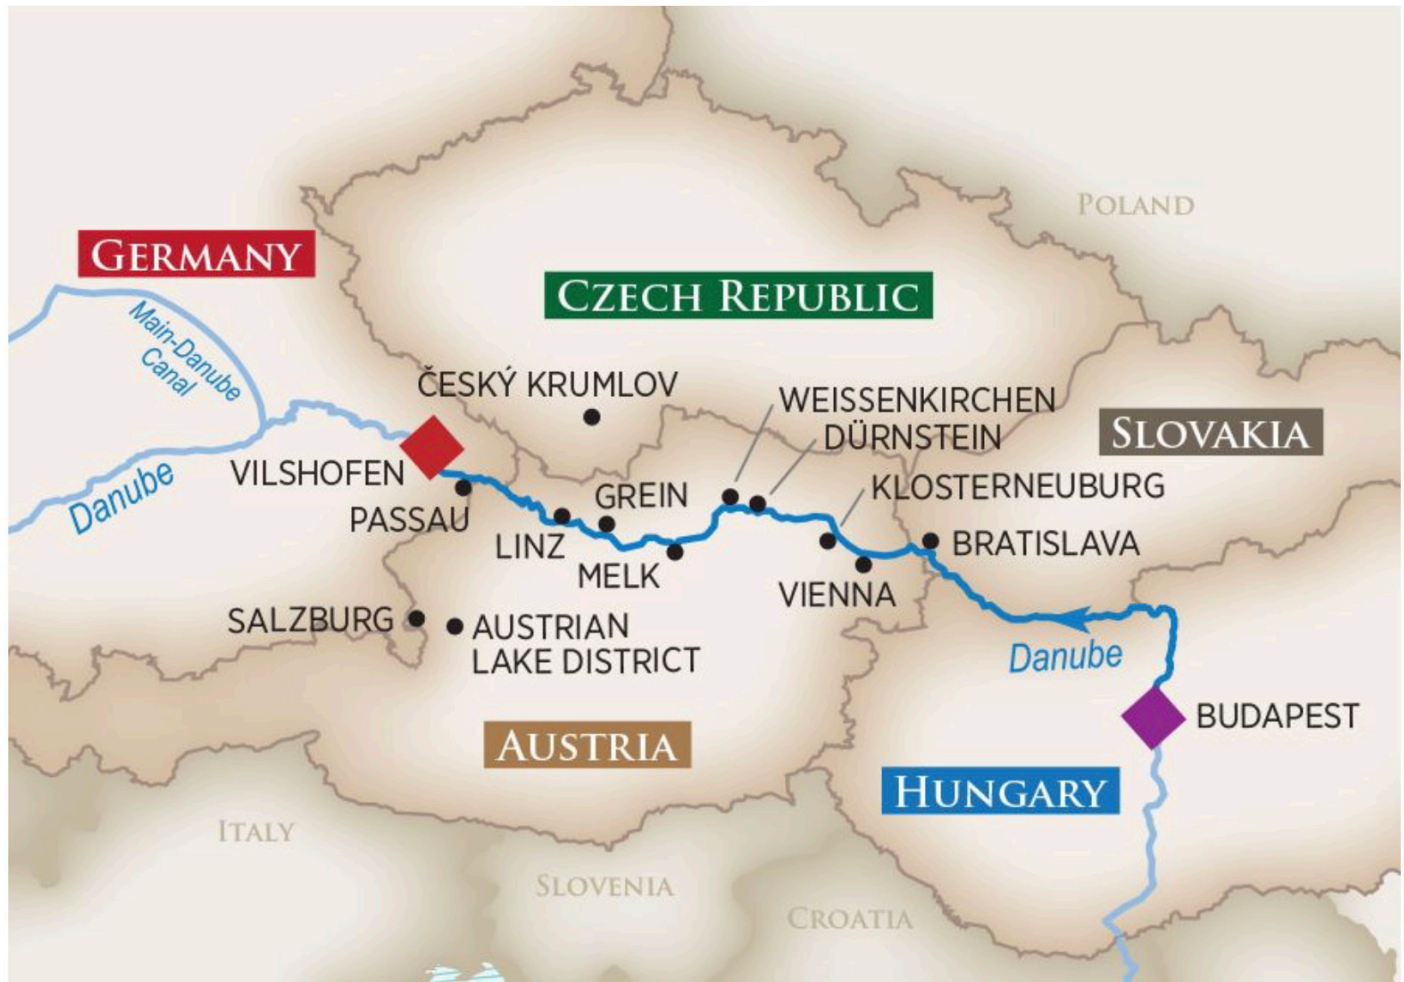 POLAND
GERMANY
CZECH REPUBLIC
Main-Danube
Canal
ČESKÝ KRUMLOV
WEISSENKIRCHEN
DÜRNSTEIN
SLOVAKIA
VILSHOFEN
Danube
PASSAU
GREIN
KLOSTERNEUBURG
LINZ
BRATISLAVA
MELK
VIENNA
SALZBURG
AUSTRIAN
LAKE DISTRICT
Danube
BUDAPEST
AUSTRIA
HUNGARY
ITALY
SLOVENIA
CROATIA